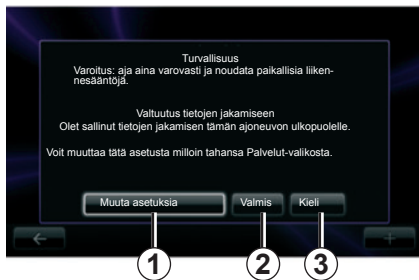 Turvallisuus
Varoitus: aja aina varovasti ja noudata paikallisia liiken-
nesääntöjä.
Valtuutus tietojen jakamiseen
Olet sallinut tietojen jakamisen tämän ajoneuvon ulkopuolelle.
Voit muuttaa tätä asetusta milloin tahansa Palvelut-valikosta.
Muuta asetuksia Valmis Kieli
1 2 3